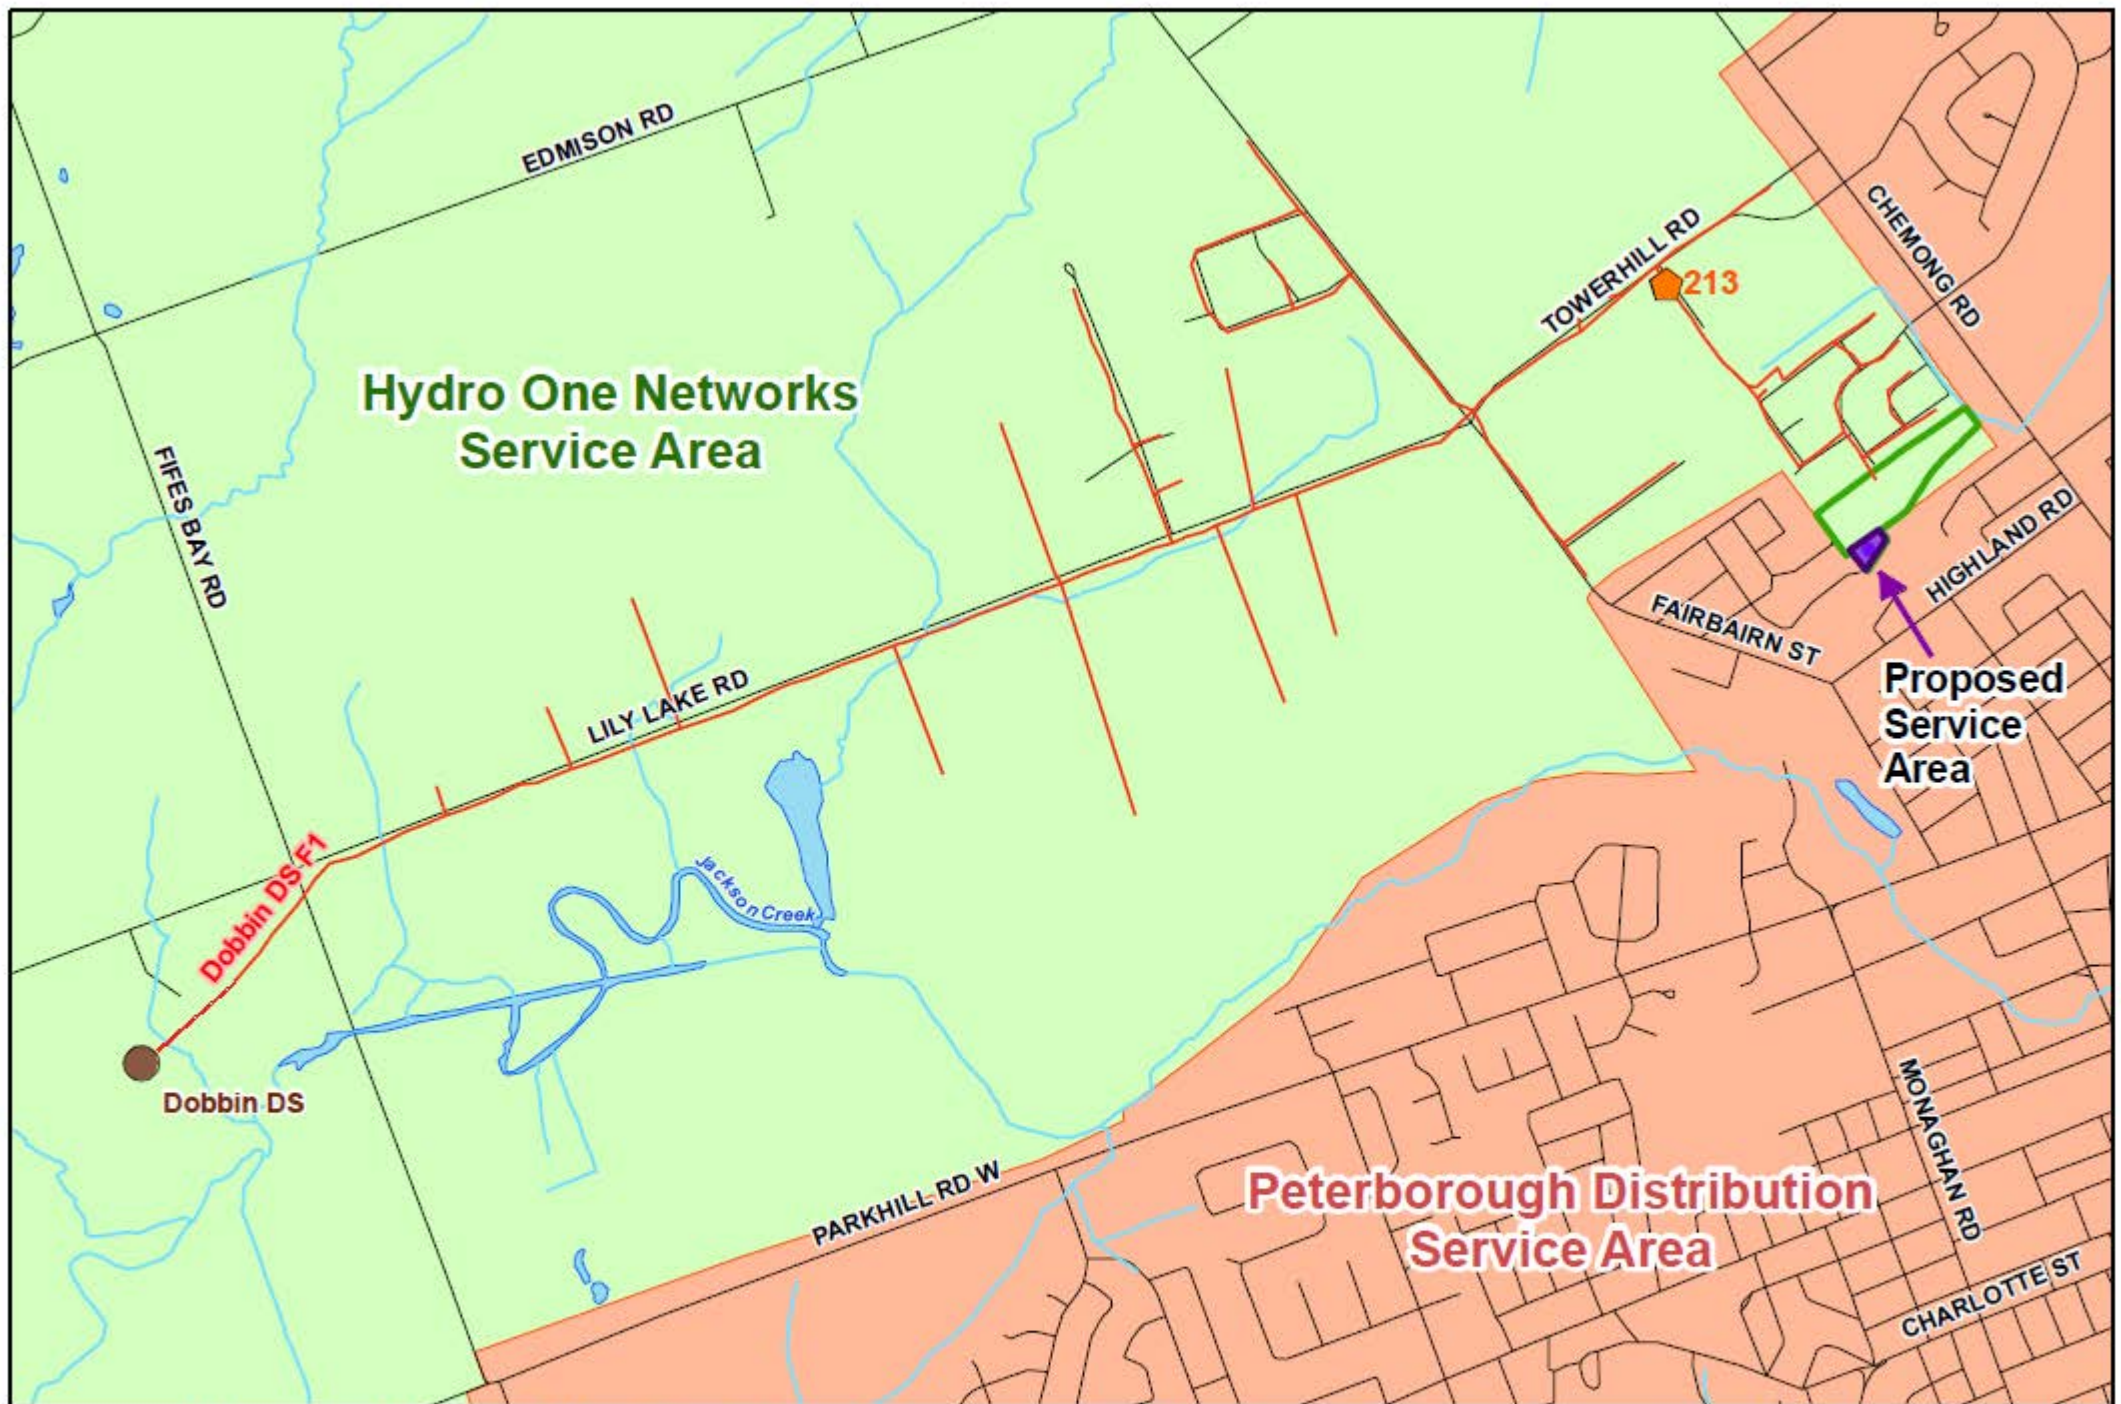 EDMISON RD
CHEMONG RD
TOWERHILL RD
213
Hydro One Networks
Service Area
FIFES BAY RD
HIGHLAND RD
FAIRBAIRN ST
Proposed
Service
Area
LILY LAKE RD
Dobbin DS-F1
Jackson Creek
Dobbin DS
MONAGHAN RD
PARKHILL RD W
Peterborough Distribution
Service Area
CHARLOTTE ST